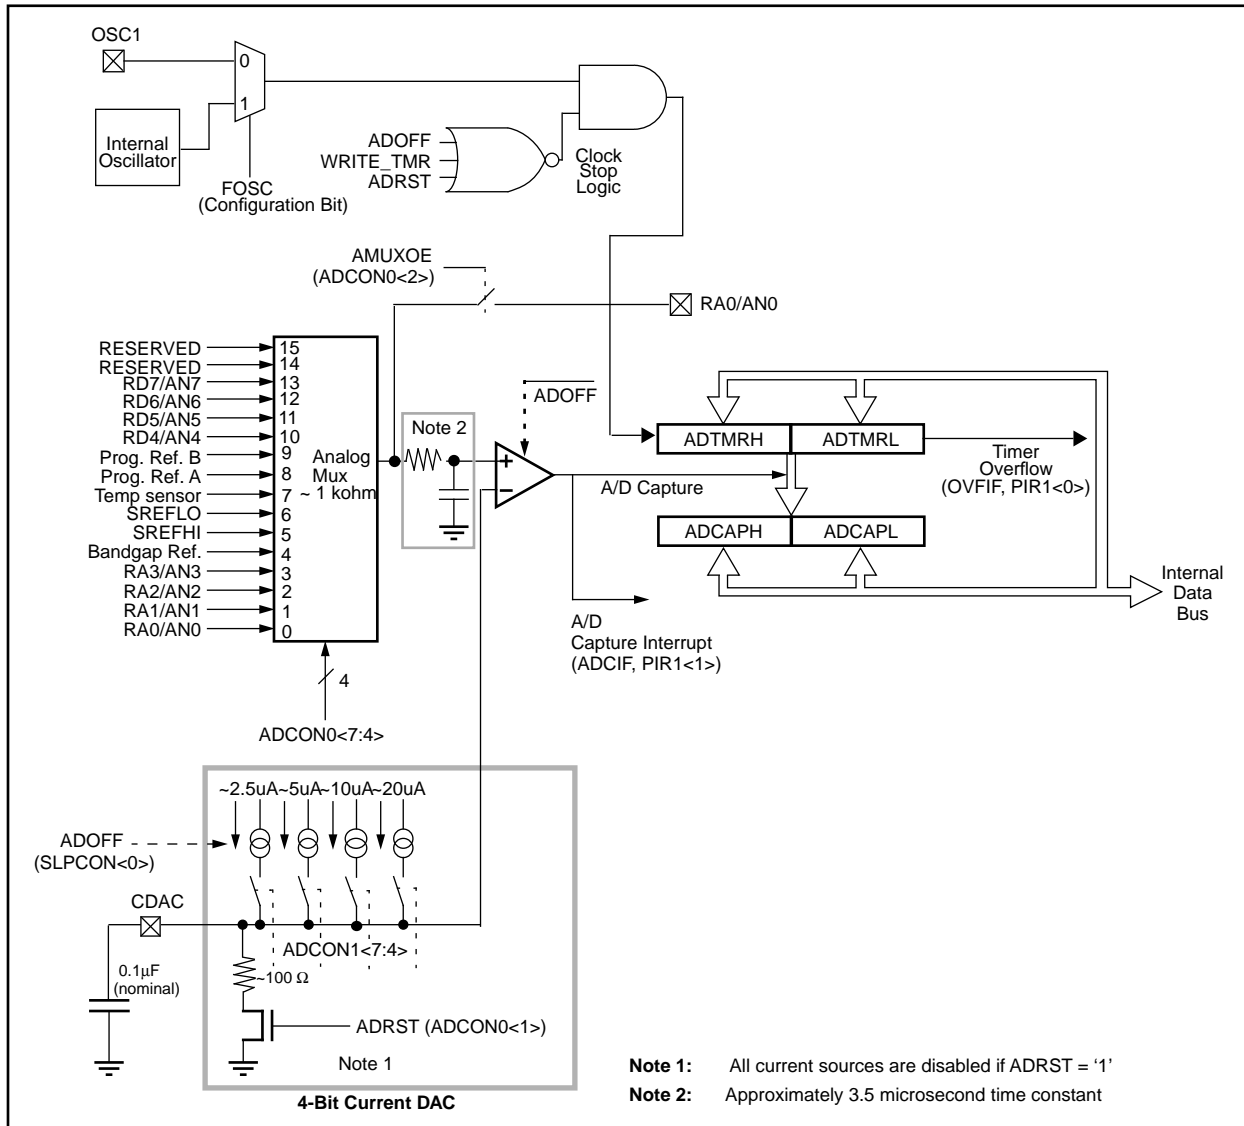 OSC1
0
1
Internal
Oscillator
FOSC
(Configuration Bit)
ADOFF
WRITE_TMR
ADRST
Clock
Stop
Logic
AMUXOE
(ADCON0<2>)
RA0/AN0
RESERVED 15
RESERVED 14
RD7/AN7 13
RD6/AN6 12
RD5/AN5 11
RD4/AN4 10
Prog. Ref. B 9
Prog. Ref. A 8
Temp sensor 7
SREFLO 6
SREFHI 5
Bandgap Ref. 4
RA3/AN3 3
RA2/AN2 2
RA1/AN1 1
RA0/AN0 0
Analog
Mux
~ 1 kohm
4
ADCON0<7:4>
Note 2
ADOFF
+
−
A/D Capture
A/D
Capture Interrupt
(ADCIF, PIR1<1>)
ADTMRH ADTMRL
Timer
Overflow
(OVFIF, PIR1<0>)
ADCAPH ADCAPL
Internal
Data
Bus
~2.5uA ~5uA ~10uA ~20uA
ADOFF
(SLPCON<0>)
CDAC
ADCON1<7:4>
0.1µF
(nominal)
~100 Ω
ADRST (ADCON0<1>)
Note 1
4-Bit Current DAC
Note 1: All current sources are disabled if ADRST = ‘1’
Note 2: Approximately 3.5 microsecond time constant